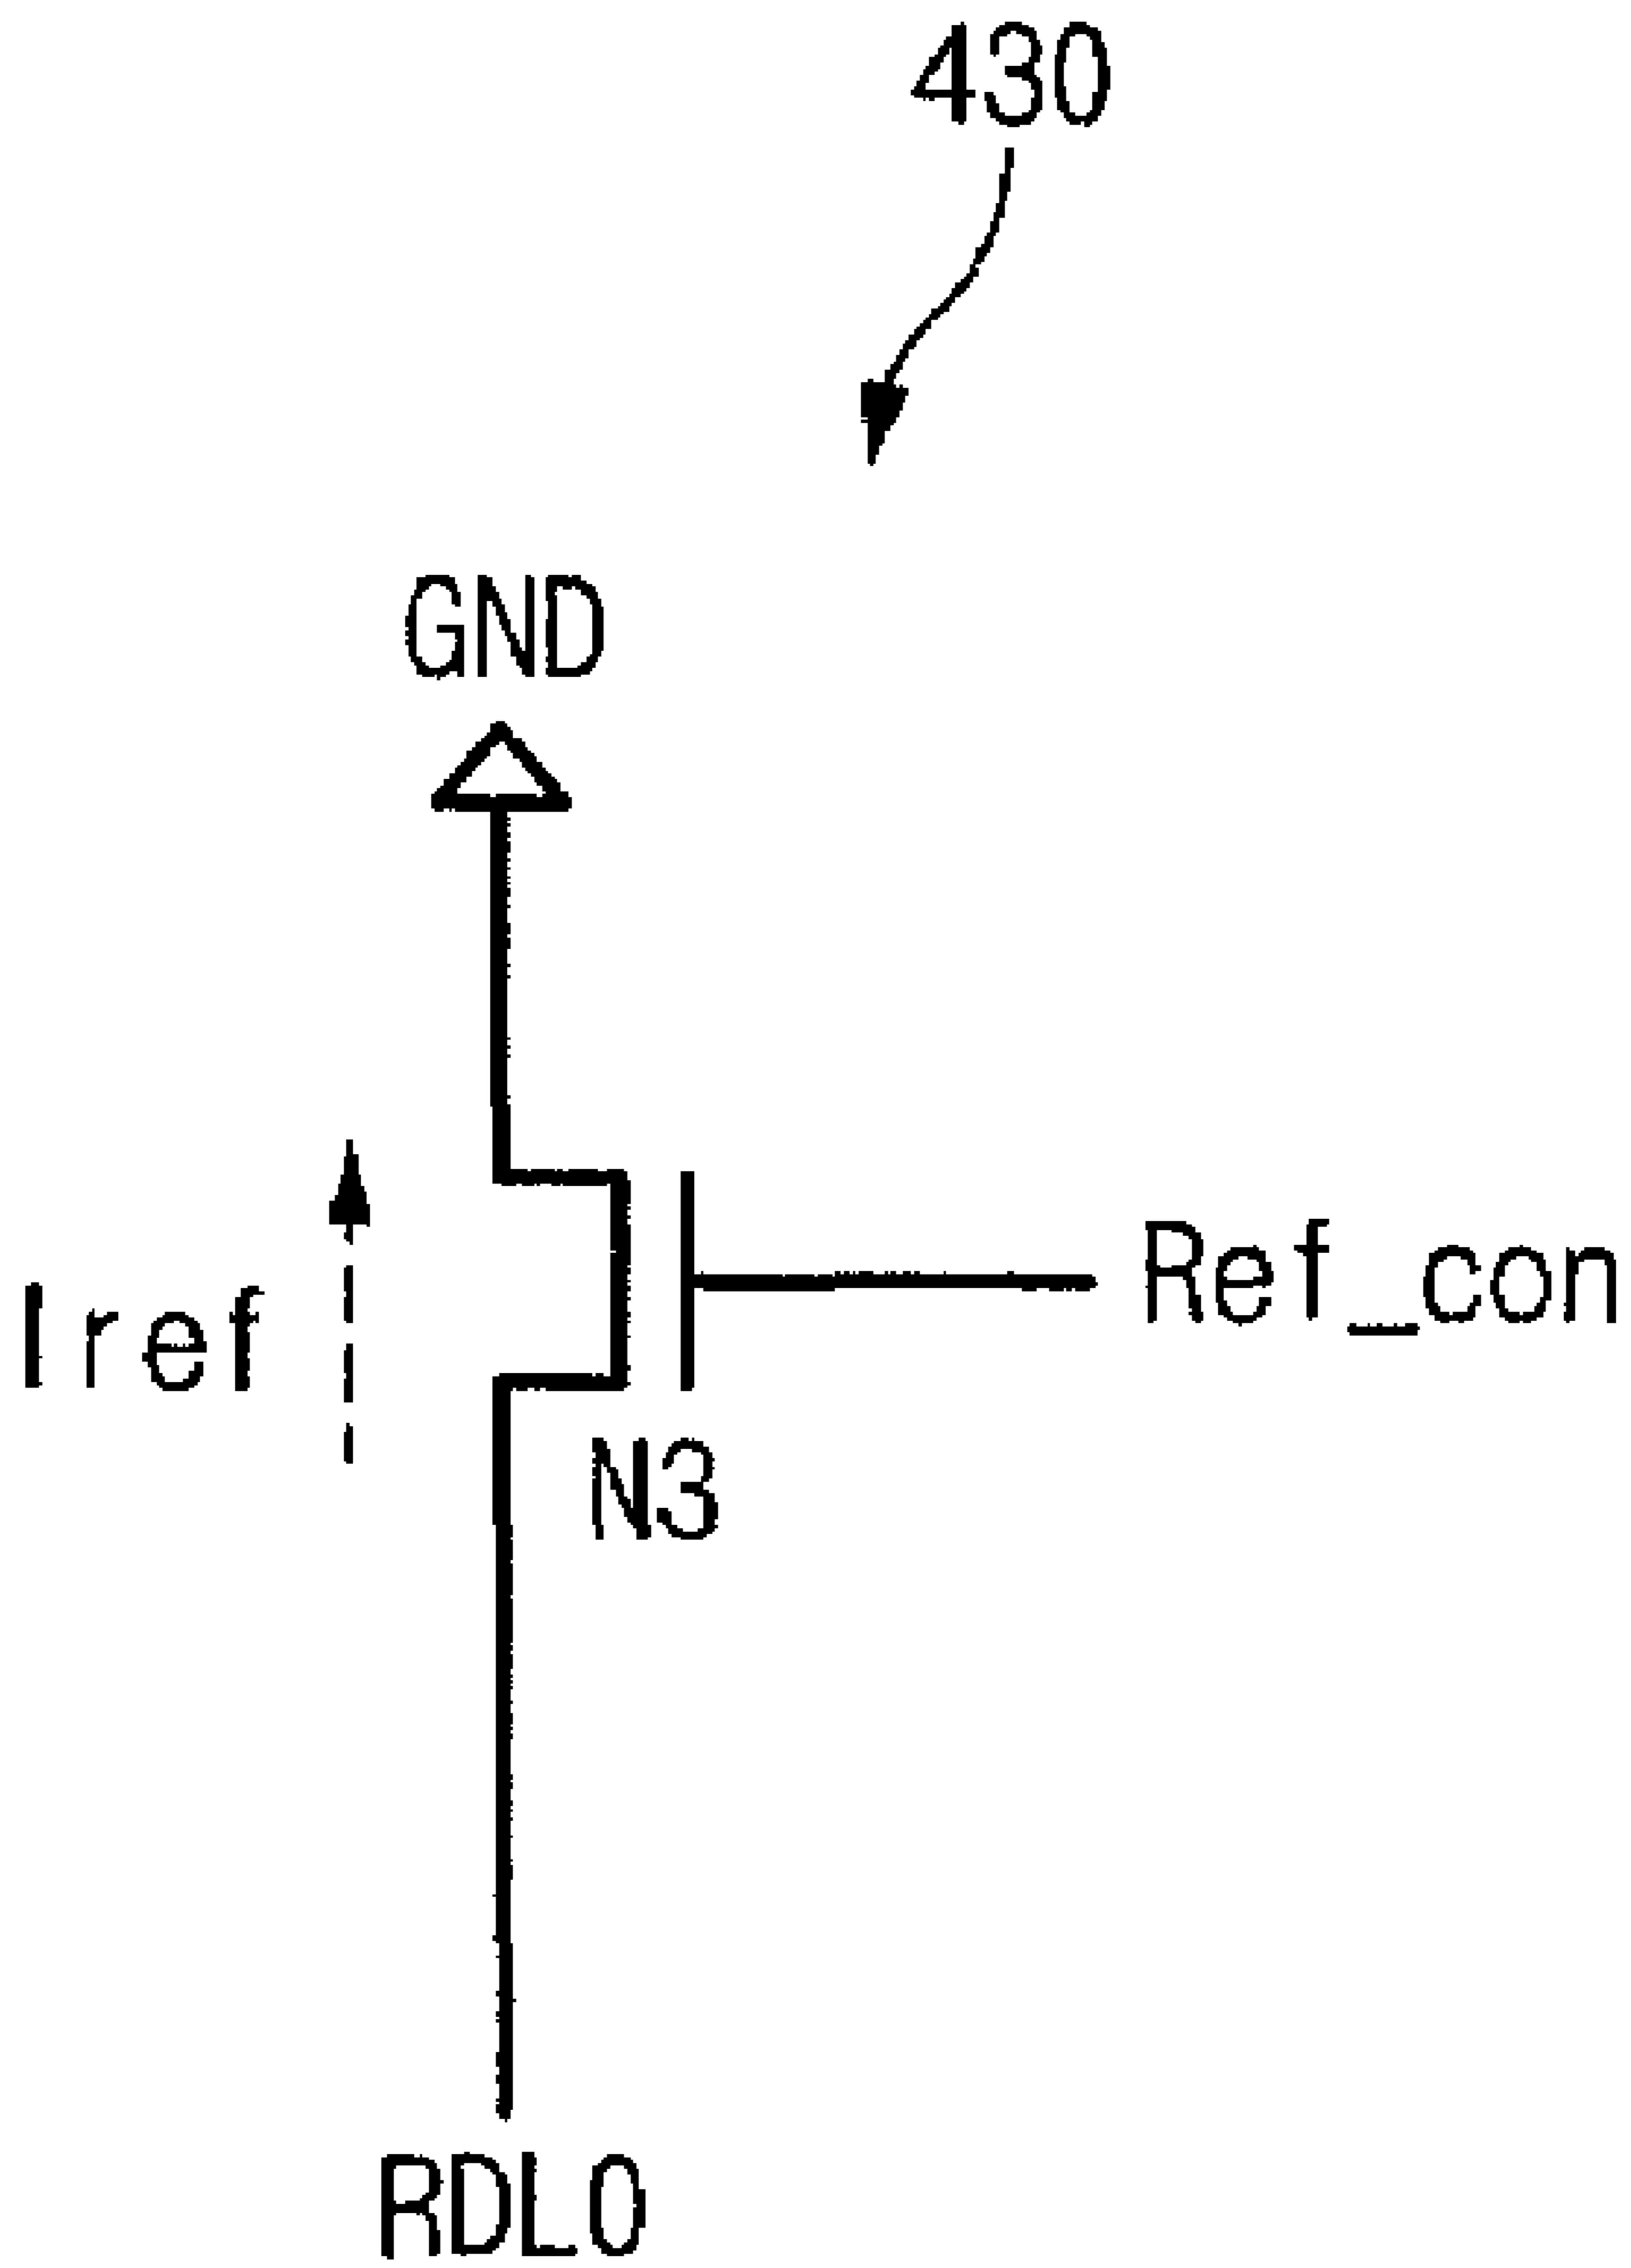 430
GND
Iref
Ref_con
N3
RDL0